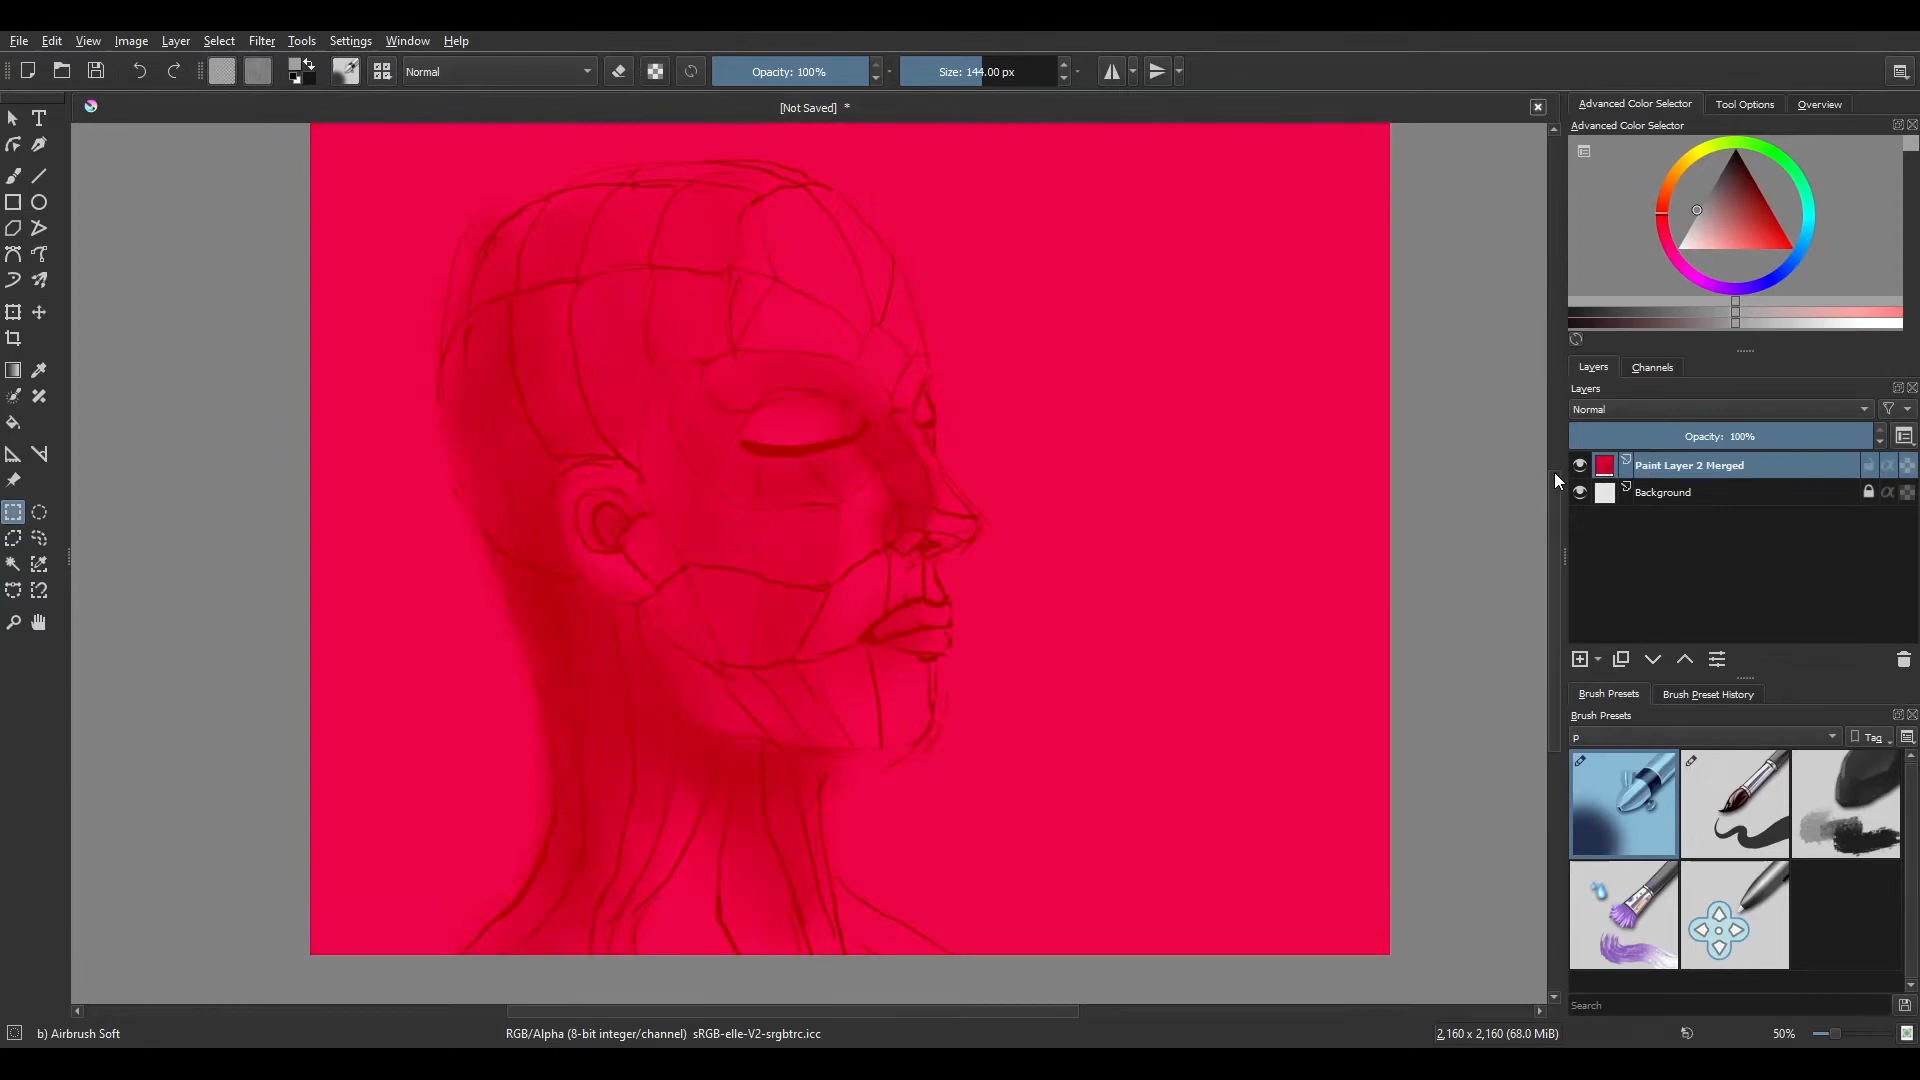 File Edit View Image Layer Select Filter Tools Settings Window Help
Normal Opacity: 100% Size: 144.00 px
[Not Saved] *
Advanced Color Selector Tool Options Overview
Advanced Color Selector
Layers Channels
Layers
Normal
Opacity: 100%
Paint Layer 2 Merged
Background
Brush Presets Brush Preset History
Brush Presets
p Tag
Search
b) Airbrush Soft RGB/Alpha (8-bit integer/channel) sRGB-elle-V2-srgbtrc.icc 2,160 x 2,160 (68.0 MiB) 50%